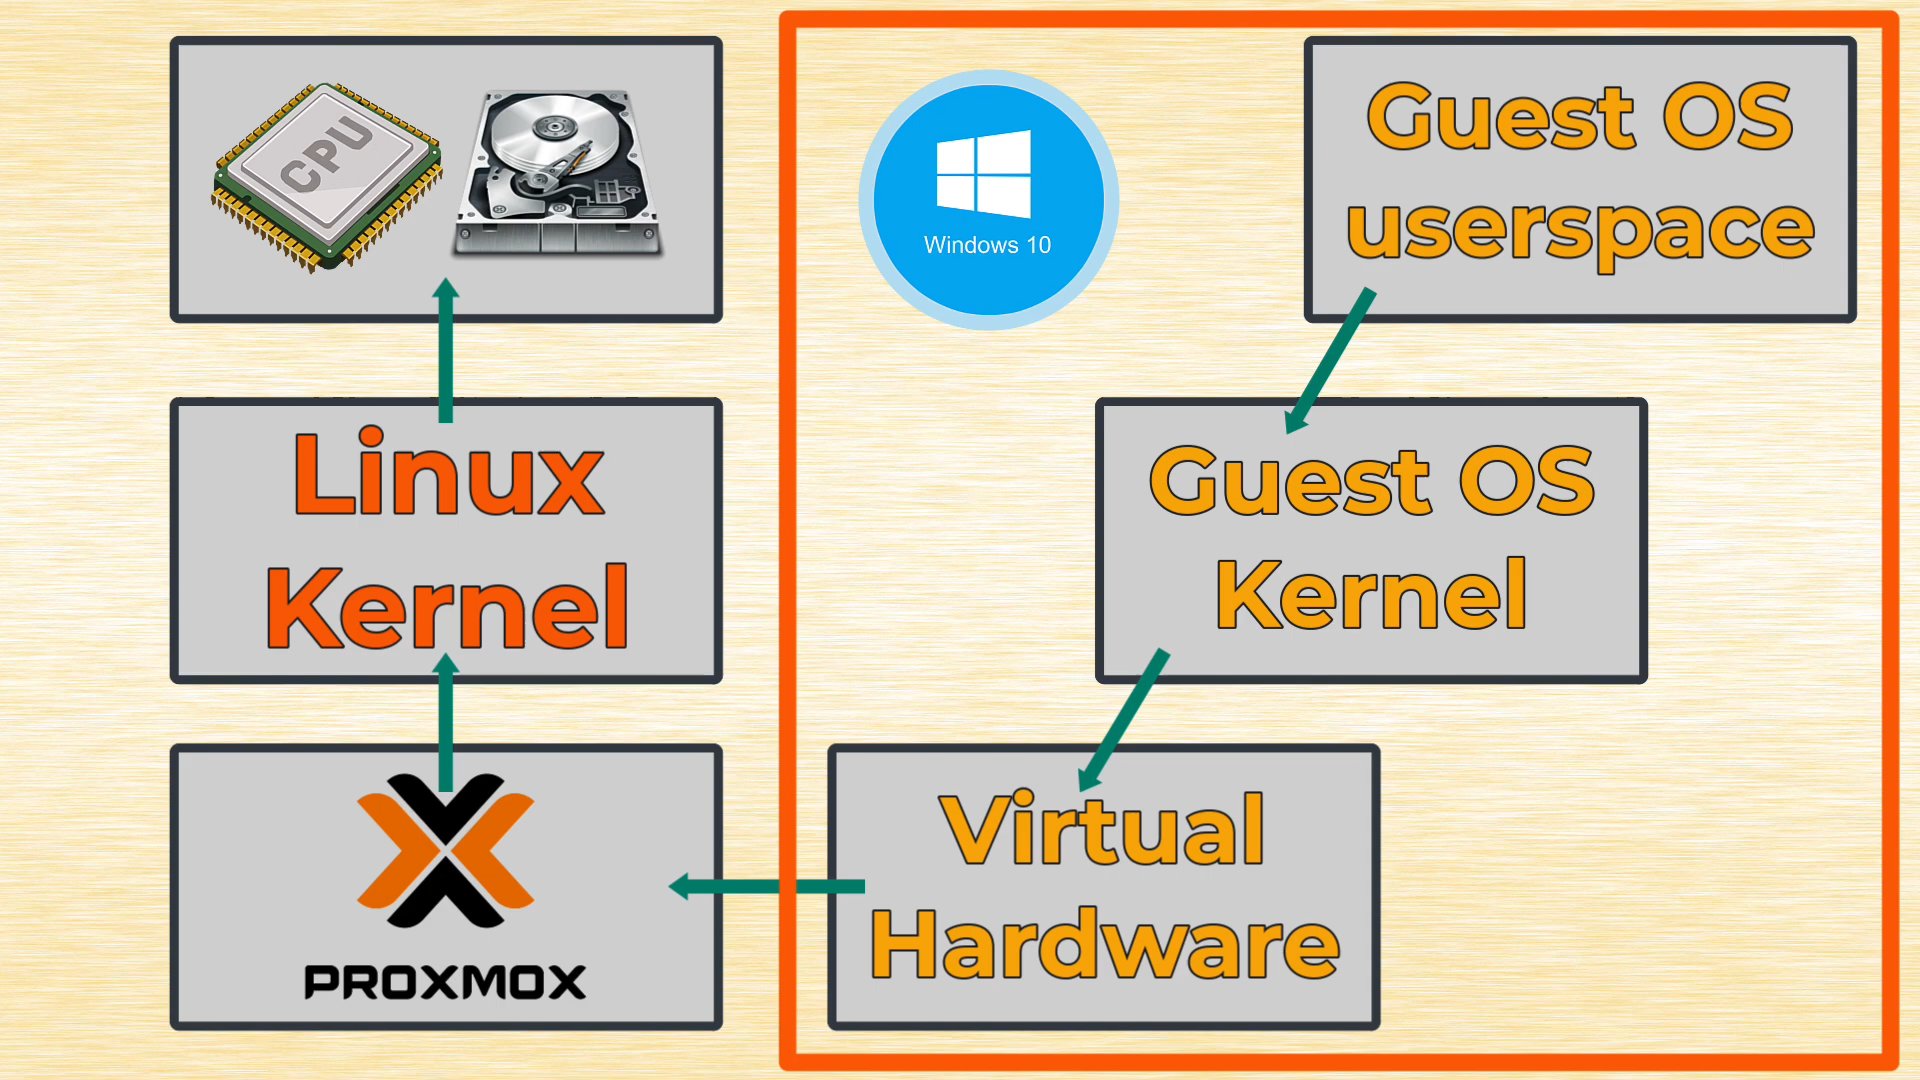 CPU
Windows 10
Guest OS
userspace
Linux
Kernel
Guest OS
Kernel
PROXMOX
Virtual
Hardware